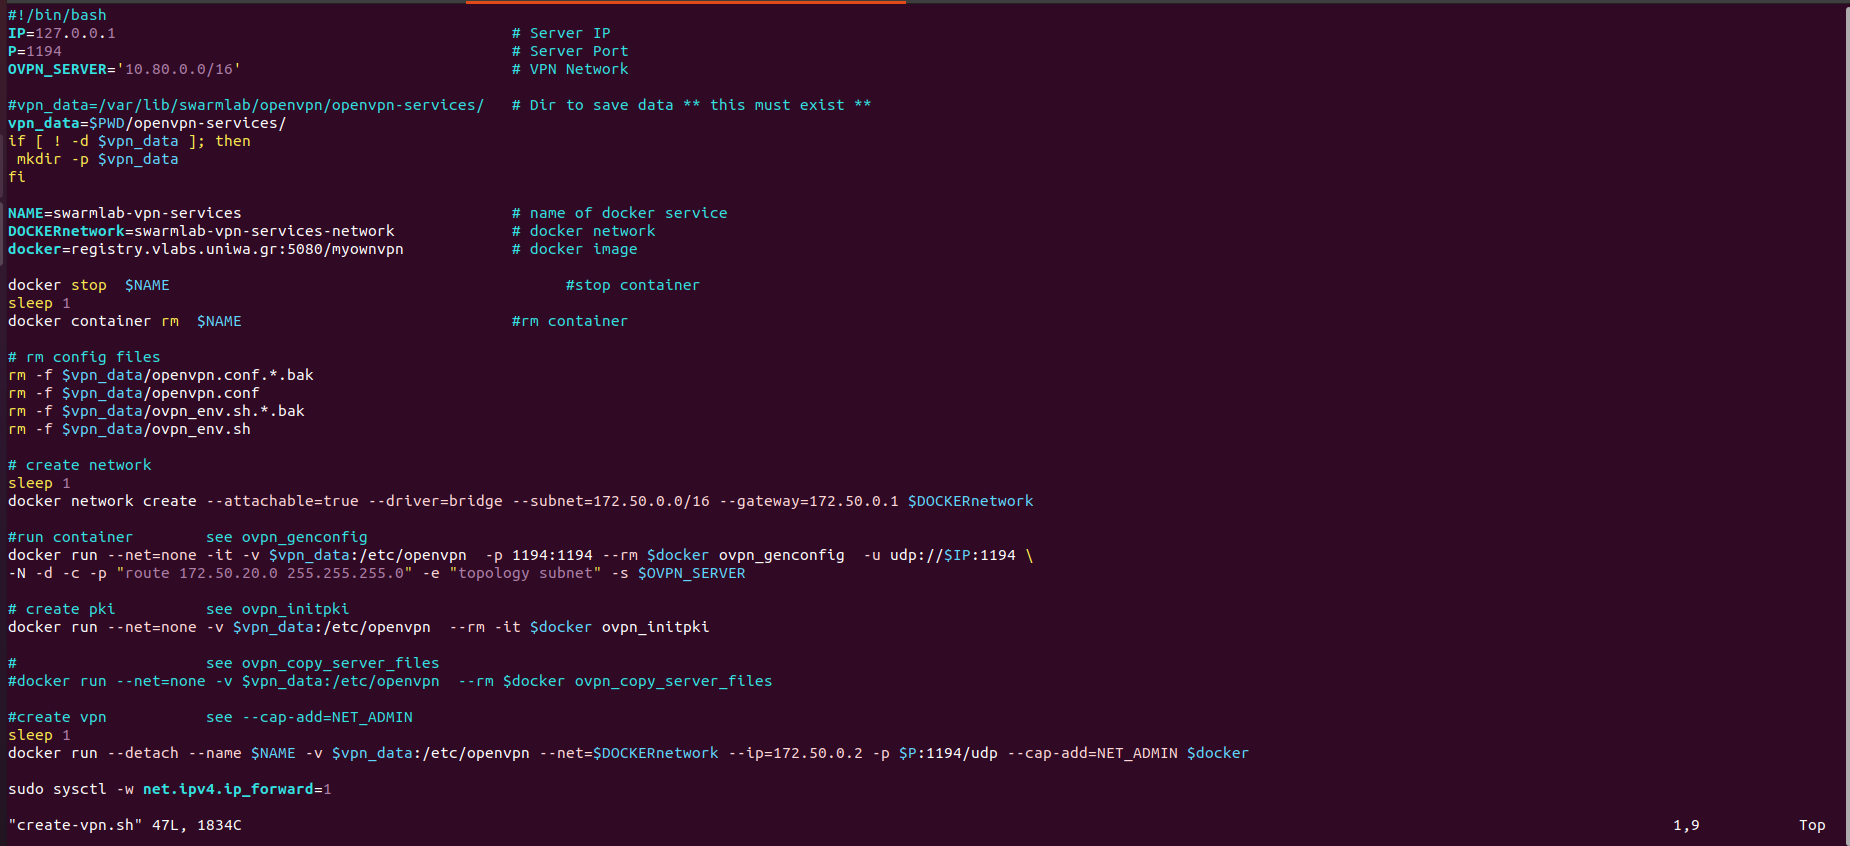 #!/bin/bash
IP=127.0.0.1                                            # Server IP
P=1194                                                  # Server Port
OVPN_SERVER='10.80.0.0/16'                              # VPN Network

#vpn_data=/var/lib/swarmlab/openvpn/openvpn-services/   # Dir to save data ** this must exist **
vpn_data=$PWD/openvpn-services/
if [ ! -d $vpn_data ]; then
 mkdir -p $vpn_data
fi

NAME=swarmlab-vpn-services                              # name of docker service
DOCKERnetwork=swarmlab-vpn-services-network             # docker network
docker=registry.vlabs.uniwa.gr:5080/myownvpn            # docker image

docker stop  $NAME                                            #stop container
sleep 1
docker container rm  $NAME                              #rm container

# rm config files
rm -f $vpn_data/openvpn.conf.*.bak
rm -f $vpn_data/openvpn.conf
rm -f $vpn_data/ovpn_env.sh.*.bak
rm -f $vpn_data/ovpn_env.sh

# create network
sleep 1
docker network create --attachable=true --driver=bridge --subnet=172.50.0.0/16 --gateway=172.50.0.1 $DOCKERnetwork

#run container        see ovpn_genconfig
docker run --net=none -it -v $vpn_data:/etc/openvpn  -p 1194:1194 --rm $docker ovpn_genconfig  -u udp://$IP:1194 \
-N -d -c -p "route 172.50.20.0 255.255.255.0" -e "topology subnet" -s $OVPN_SERVER

# create pki          see ovpn_initpki
docker run --net=none -v $vpn_data:/etc/openvpn  --rm -it $docker ovpn_initpki

#                     see ovpn_copy_server_files
#docker run --net=none -v $vpn_data:/etc/openvpn  --rm $docker ovpn_copy_server_files

#create vpn           see --cap-add=NET_ADMIN
sleep 1
docker run --detach --name $NAME -v $vpn_data:/etc/openvpn --net=$DOCKERnetwork --ip=172.50.0.2 -p $P:1194/udp --cap-add=NET_ADMIN $docker

sudo sysctl -w net.ipv4.ip_forward=1

"create-vpn.sh" 47L, 1834C                                        1,9           Top